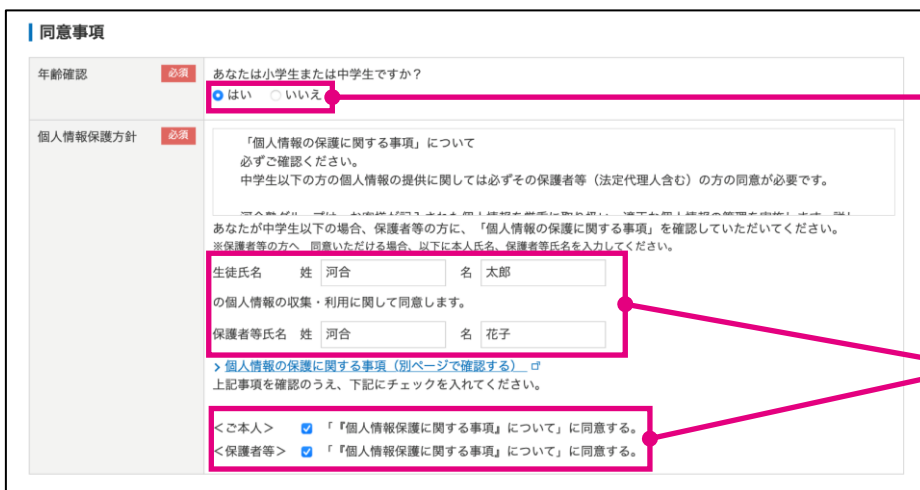 同意事項
年齢確認 必須 あなたは小学生または中学生ですか？
はい いいえ
個人情報保護方針 必須
「個人情報の保護に関する事項」について
必ずご確認ください。
中学生以下の方の個人情報の提供に関しては必ずその保護者等（法定代理人含む）の方の同意が必要です。
あなたが中学生以下の場合、保護者等の方に、「個人情報の保護に関する事項」を確認していただいてください。
※保護者等の方へ 同意いただける場合、以下に本人氏名、保護者等氏名を入力してください。
生徒氏名 姓 河合 名 太郎
の個人情報の収集・利用に関して同意します。
保護者等氏名 姓 河合 名 花子
個人情報の保護に関する事項（別ページで確認する）
上記事項を確認のうえ、下記にチェックを入れてください。
＜ご本人＞ 「『個人情報保護に関する事項』について」に同意する。
＜保護者等＞ 「『個人情報保護に関する事項』について」に同意する。